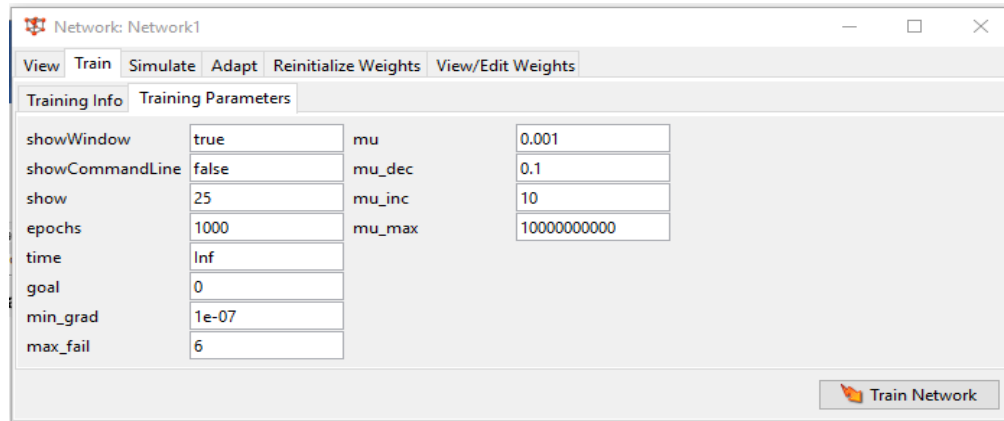 Network: Network1
View Train Simulate Adapt Reinitialize Weights View/Edit Weights
Training Info Training Parameters
showWindow true mu 0.001
showCommandLine false mu_dec 0.1
show 25 mu_inc 10
epochs 1000 mu_max 10000000000
time Inf
goal 0
min_grad 1e-07
max_fail 6
Train Network